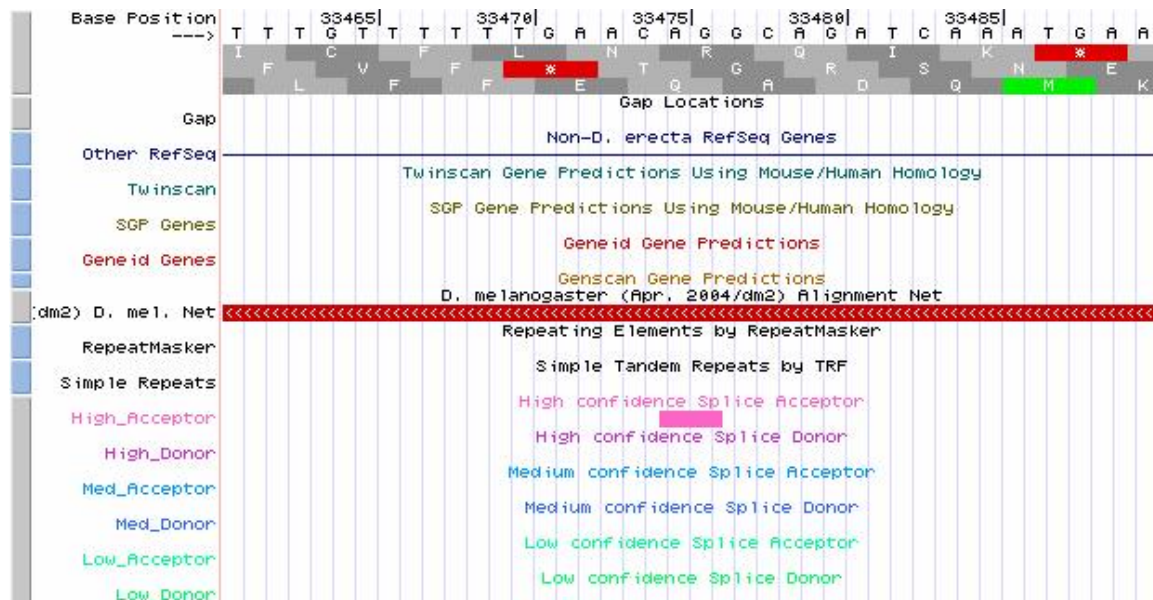 Base Position 33465| 33470| 33475| 33480| 33485|
---> T T T G T T T T T T G A A C A G G C A G A T C A A A T G A A
I C F L N R Q I K *
F V F * T G R S N E
L F F E Q A D Q M K
Gap Locations
Gap
Non-D. erecta RefSeq Genes
Other RefSeq
Twinscan Gene Predictions Using Mouse/Human Homology
Twinscan
SGP Gene Predictions Using Mouse/Human Homology
SGP Genes
Geneid Gene Predictions
Geneid Genes
Genscan Gene Predictions
D. melanogaster (Apr. 2004/dm2) Alignment Net
(dm2) D. mel. Net
Repeating Elements by RepeatMasker
RepeatMasker
Simple Tandem Repeats by TRF
Simple Repeats
High confidence Splice Acceptor
High_Acceptor
High confidence Splice Donor
High_Donor
Medium confidence Splice Acceptor
Med_Acceptor
Medium confidence Splice Donor
Med_Donor
Low confidence Splice Acceptor
Low_Acceptor
Low confidence Splice Donor
Low_Donor